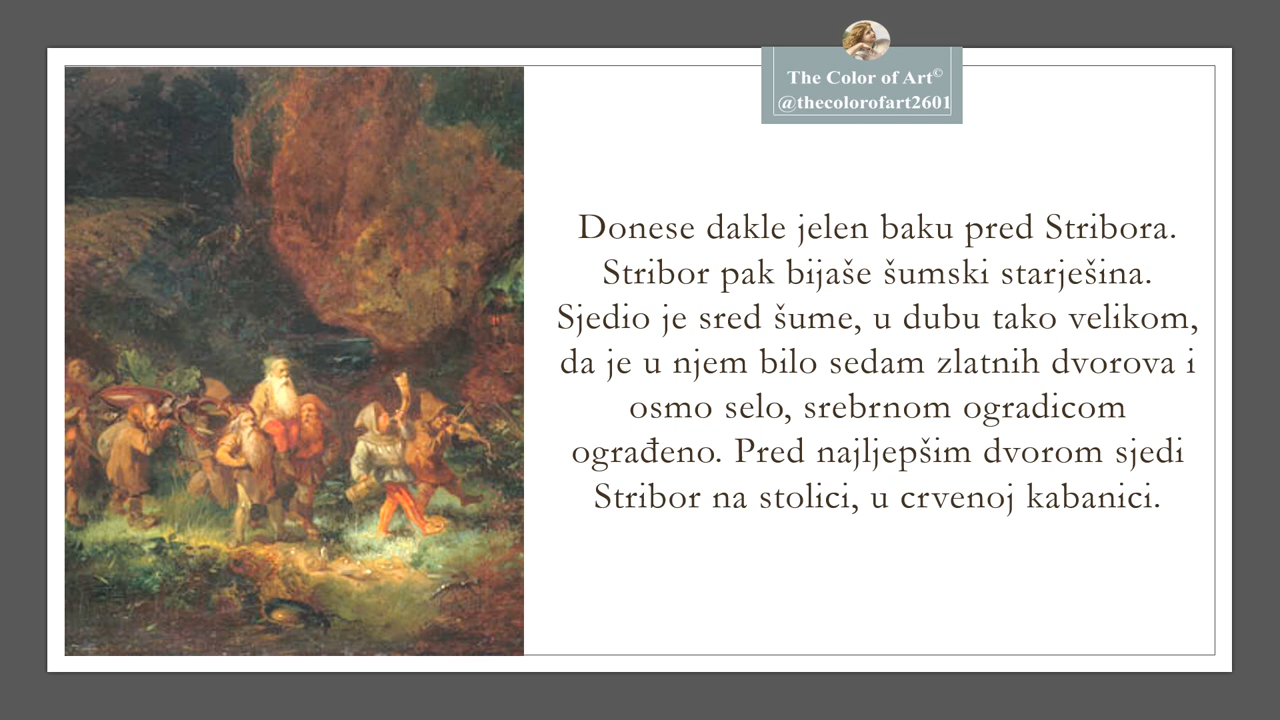 The Color of Art©
@thecolorofart2601
Donese dakle jelen baku pred Stribora.
Stribor pak bijaše šumski starješina.
Sjedio je sred šume, u dubu tako velikom,
da je u njem bilo sedam zlatnih dvorova i
osmo selo, srebrnom ogradicom
ograđeno. Pred najljepšim dvorom sjedi
Stribor na stolici, u crvenoj kabanici.